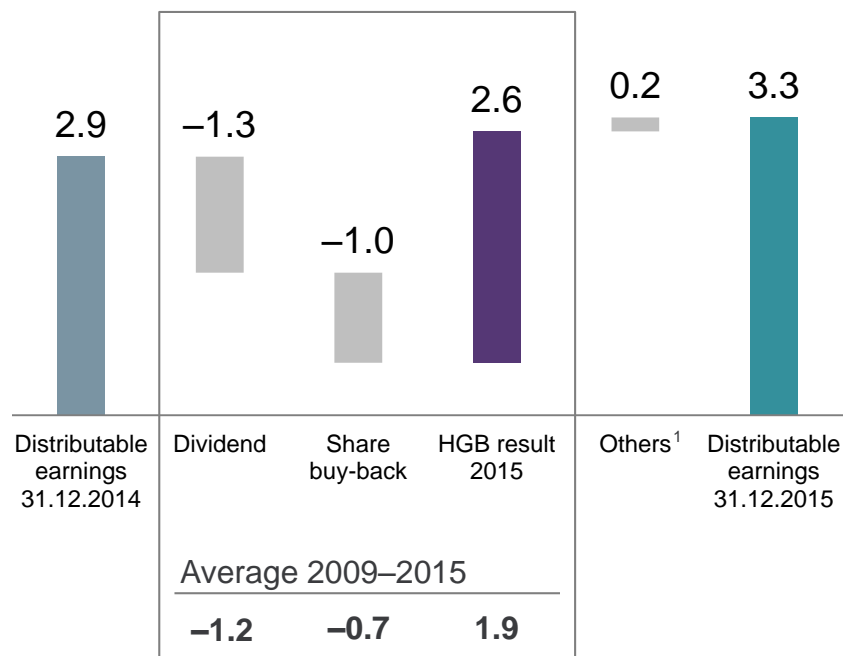 2.9
–1.3
–1.0
2.6
0.2
3.3
Distributable
earnings
31.12.2014
Dividend
Share
buy-back
HGB result
2015
Others¹
Distributable
earnings
31.12.2015
Average 2009–2015
–1.2
–0.7
1.9